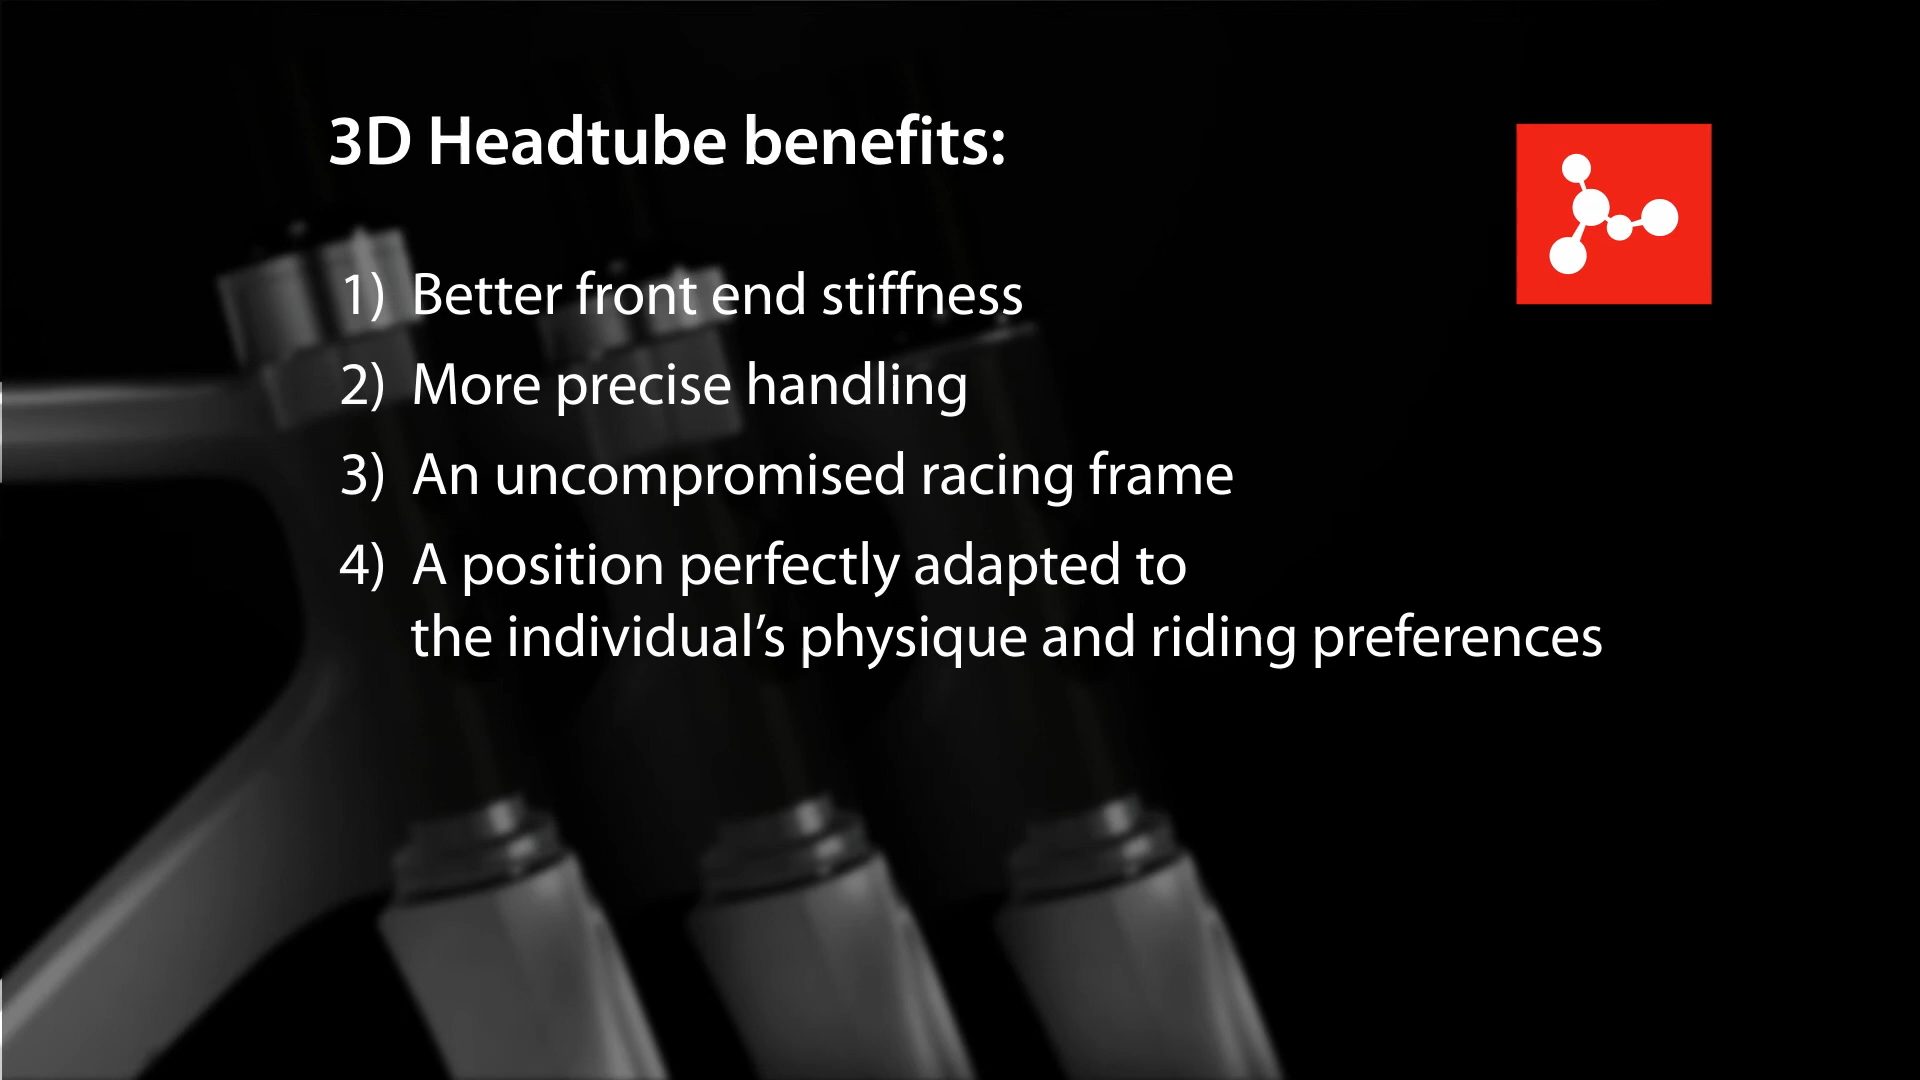 3D Headtube benefits:
1) Better front end stiffness
2) More precise handling
3) An uncompromised racing frame
4) A position perfectly adapted to
the individual’s physique and riding preferences